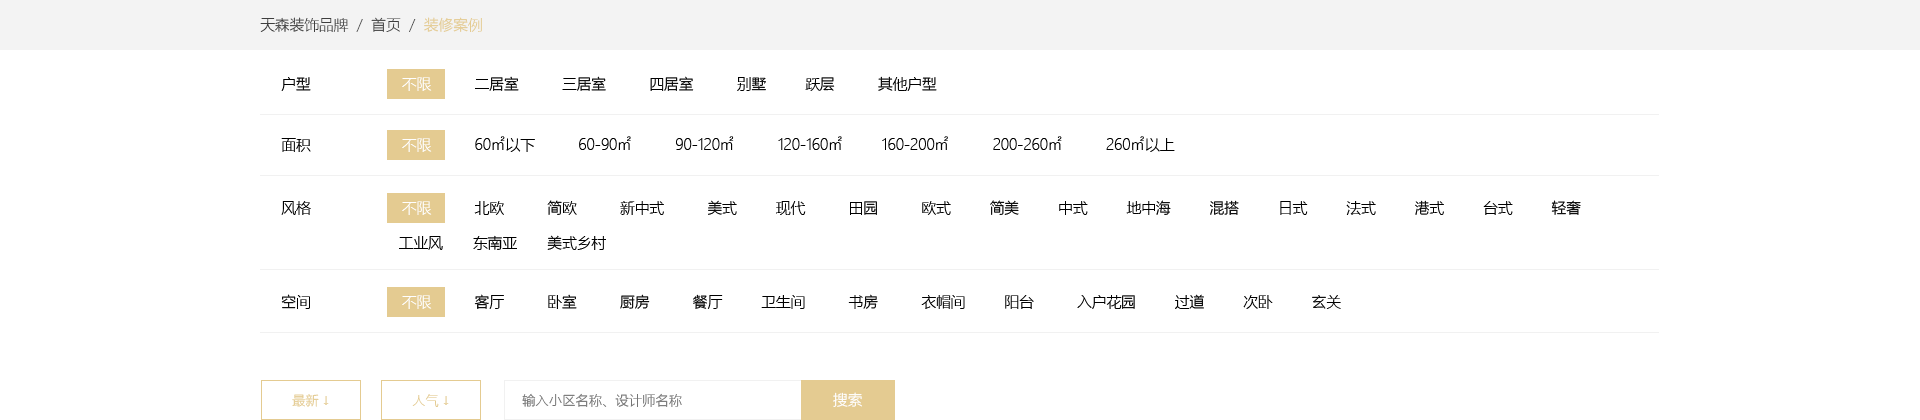 天森装饰品牌 / 首页 / 装修案例
户型 不限 二居室 三居室 四居室 别墅 跃层 其他户型
面积 不限 60㎡以下 60-90㎡ 90-120㎡ 120-160㎡ 160-200㎡ 200-260㎡ 260㎡以上
风格 不限 北欧 简欧 新中式 美式 现代 田园 欧式 简美 中式 地中海 混搭 日式 法式 港式 台式 轻奢
工业风 东南亚 美式乡村
空间 不限 客厅 卧室 厨房 餐厅 卫生间 书房 衣帽间 阳台 入户花园 过道 次卧 玄关
最新 ↓ 人气 ↓ 输入小区名称、设计师名称 搜索